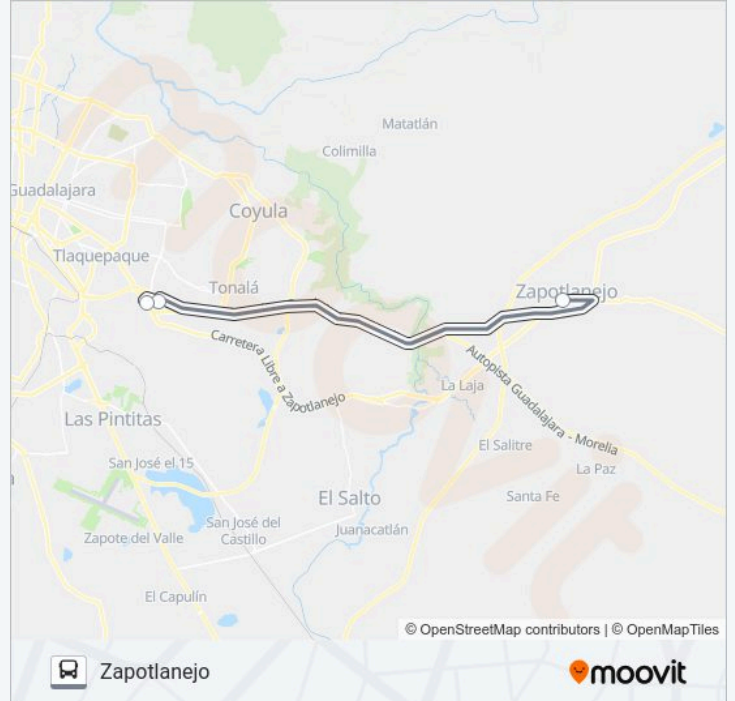 Matatlán
Colimilla
Guadalajara
Coyula
Tlaquepaque
Tonalá
Zapotlanejo
Carretera Libre a Zapotlanejo
Autopista Guadalajara - Morelia
La Laja
Las Pintitas
El Salitre
San José el 15
La Paz
El Salto
Santa Fe
San José del
Castillo
Juanacatlán
Zapote del Valle
El Capulín
© OpenStreetMap contributors | © OpenMapTiles
Zapotlanejo
moovit